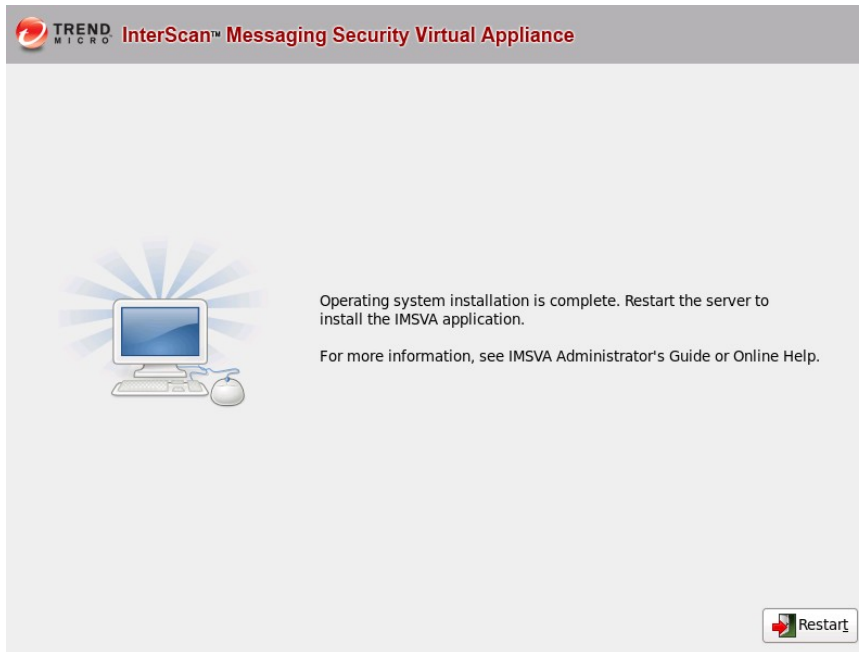 TREND MICRO InterScan™ Messaging Security Virtual Appliance
Operating system installation is complete. Restart the server to
install the IMSVA application.
For more information, see IMSVA Administrator's Guide or Online Help.
Restart